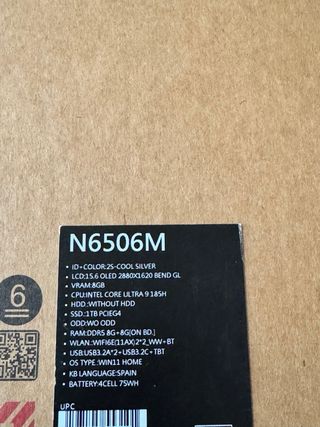 N6506M
• ID+COLOR:25-COOL SILVER
• LCD:15.6 OLED 2880X1620 BEND GL
• VRAM:8GB
• CPU:INTEL CORE ULTRA 9 185H
• HDD:WITHOUT HDD
• SSD:1TB PCIEG4
• ODD:WO ODD
• RAM:DDR5 8G+8G[ON BD.]
• WLAN:WIFI6E(11AX)2*2_WW+BT
• USB:USB3.2A*2+USB3.2C+TBT
• OS TYPE:WIN11 HOME
• KB LANGUAGE:SPAIN
• BATTERY:4CELL 75WH
UPC
6